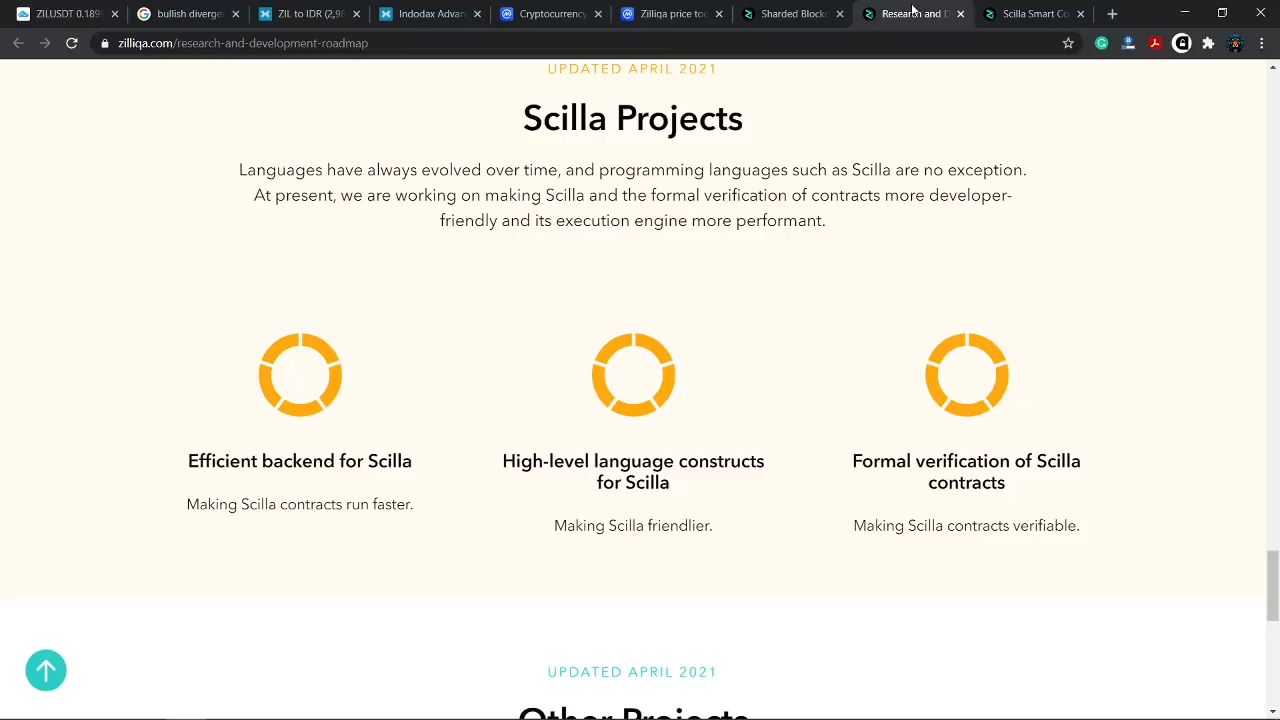 ZILUSDT 0.189
bullish diverge
ZIL to IDR (2,9
Indodax Advan
Cryptocurrency
Zilliqa price to
Sharded Block
Research and D
Scilla Smart Co
zilliqa.com/research-and-development-roadmap
UPDATED APRIL 2021
Scilla Projects
Languages have always evolved over time, and programming languages such as Scilla are no exception.
At present, we are working on making Scilla and the formal verification of contracts more developer-
friendly and its execution engine more performant.
Efficient backend for Scilla
Making Scilla contracts run faster.
High-level language constructs
for Scilla
Making Scilla friendlier.
Formal verification of Scilla
contracts
Making Scilla contracts verifiable.
UPDATED APRIL 2021
Other Projects